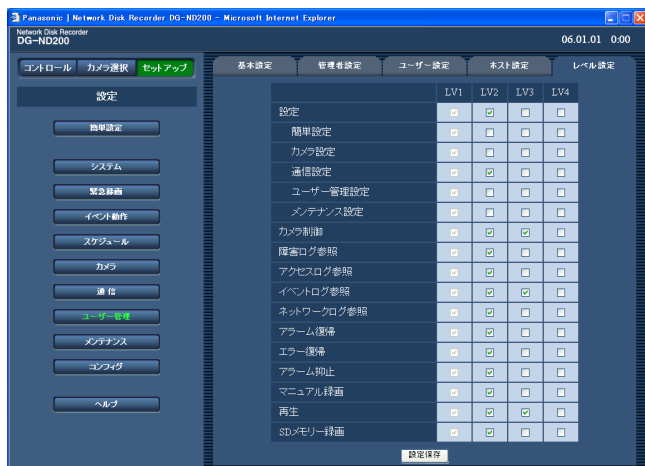 Panasonic | Network Disk Recorder DG-ND200 - Microsoft Internet Explorer
Network Disk Recorder
DG-ND200
06.01.01 0:00
コントロール カメラ選択 セットアップ
基本設定 管理者設定 ユーザー設定 ホスト設定 レベル設定
設定
簡単設定
システム
緊急録画
イベント動作
スケジュール
カメラ
通信
ユーザー管理
メンテナンス
コンフィグ
ヘルプ
LV1 LV2 LV3 LV4
設定
簡単設定
カメラ設定
通信設定
ユーザー管理設定
メンテナンス設定
カメラ制御
障害ログ参照
アクセスログ参照
イベントログ参照
ネットワークログ参照
アラーム復帰
エラー復帰
アラーム抑止
マニュアル録画
再生
SDメモリー録画
設定保存